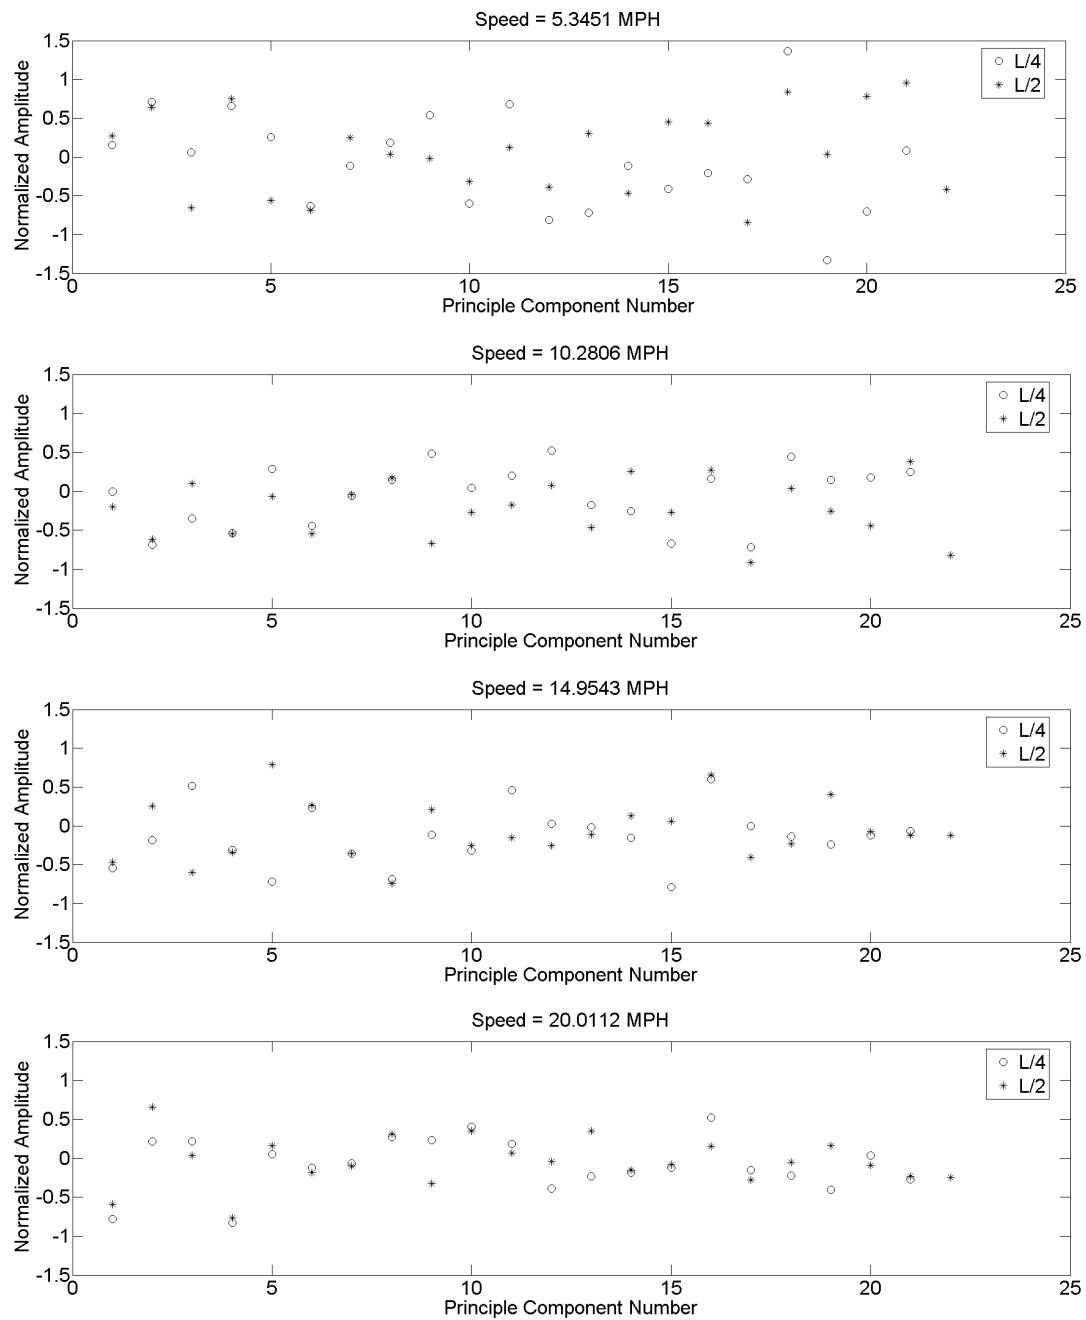 Speed = 5.3451 MPH
1.5
1
0.5
0
-0.5
-1
-1.5
Normalized Amplitude
L/4
L/2
0 5 10 15 20 25
Principle Component Number
Speed = 10.2806 MPH
1.5
1
0.5
0
-0.5
-1
-1.5
Normalized Amplitude
L/4
L/2
0 5 10 15 20 25
Principle Component Number
Speed = 14.9543 MPH
1.5
1
0.5
0
-0.5
-1
-1.5
Normalized Amplitude
L/4
L/2
0 5 10 15 20 25
Principle Component Number
Speed = 20.0112 MPH
1.5
1
0.5
0
-0.5
-1
-1.5
Normalized Amplitude
L/4
L/2
0 5 10 15 20 25
Principle Component Number